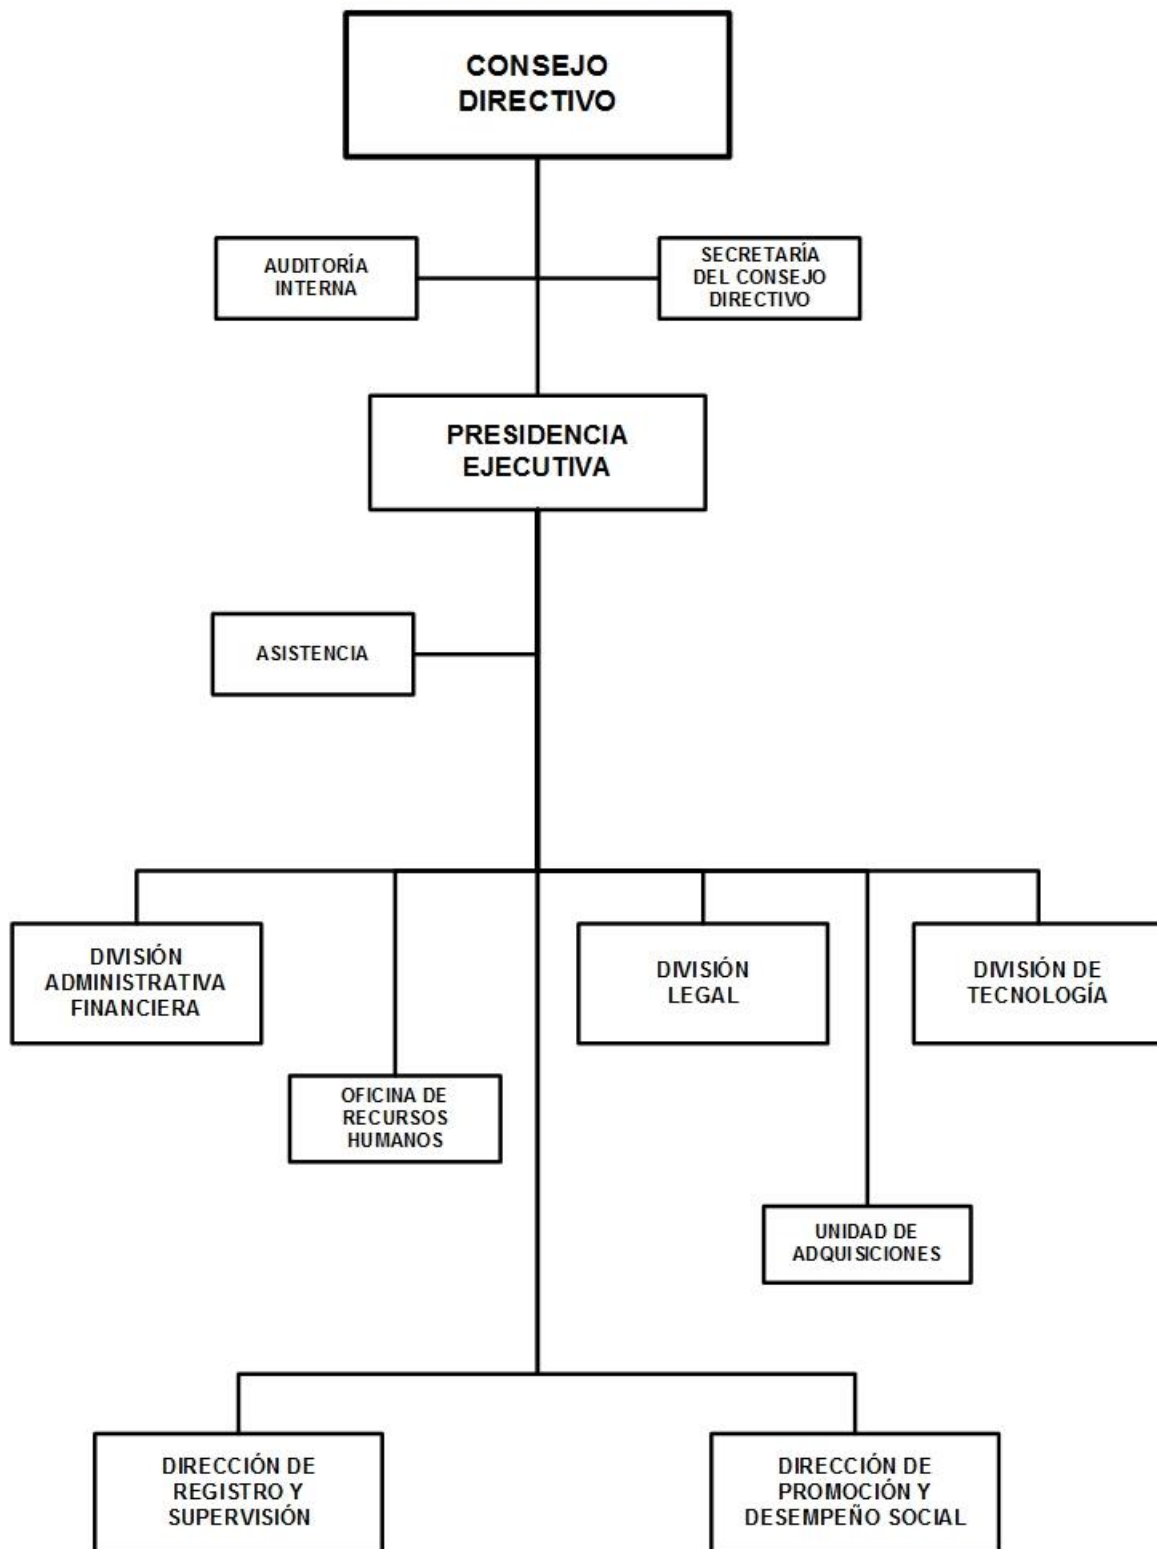 CONSEJO
DIRECTIVO
AUDITORÍA
INTERNA
SECRETARÍA
DEL CONSEJO
DIRECTIVO
PRESIDENCIA
EJECUTIVA
ASISTENCIA
DIVISIÓN
ADMINISTRATIVA
FINANCIERA
DIVISIÓN
LEGAL
DIVISIÓN DE
TECNOLOGÍA
OFICINA DE
RECURSOS
HUMANOS
UNIDAD DE
ADQUISICIONES
DIRECCIÓN DE
REGISTRO Y
SUPERVISIÓN
DIRECCIÓN DE
PROMOCIÓN Y
DESEMPEÑO SOCIAL